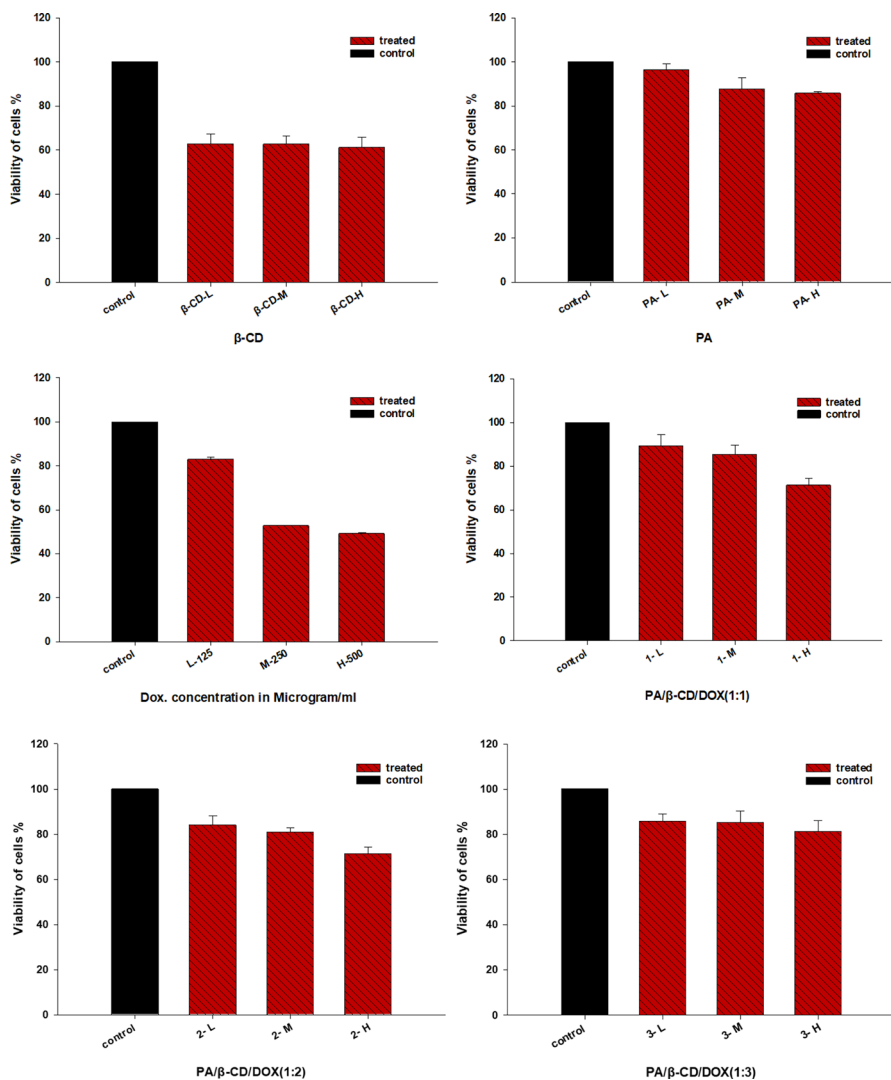 120
100
80
60
40
20
0
Viability of cells %
treated
control
control
β-CD-L
β-CD-M
β-CD-H
β-CD
120
100
80
60
40
20
0
Viability of cells %
treated
control
control
PA- L
PA- M
PA- H
PA
120
100
80
60
40
20
0
Viability of cells %
treated
control
control
L-125
M-250
H-500
Dox. concentration in Microgram/ml
120
100
80
60
40
20
0
Viability of cells %
treated
control
control
1- L
1- M
1- H
PA/β-CD/DOX(1:1)
120
100
80
60
40
20
0
Viability of cells %
treated
control
control
2- L
2- M
2- H
PA/β-CD/DOX(1:2)
120
100
80
60
40
20
0
Viability of cells %
treated
control
control
3- L
3- M
3- H
PA/β-CD/DOX(1:3)